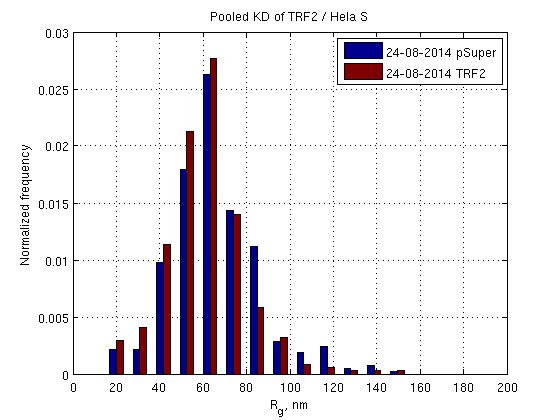 Pooled KD of TRF2 / Hela S
24-08-2014 pSuper
24-08-2014 TRF2
Normalized frequency
0.03
0.025
0.02
0.015
0.01
0.005
0
0 20 40 60 80 100 120 140 160 180 200
Rg, nm